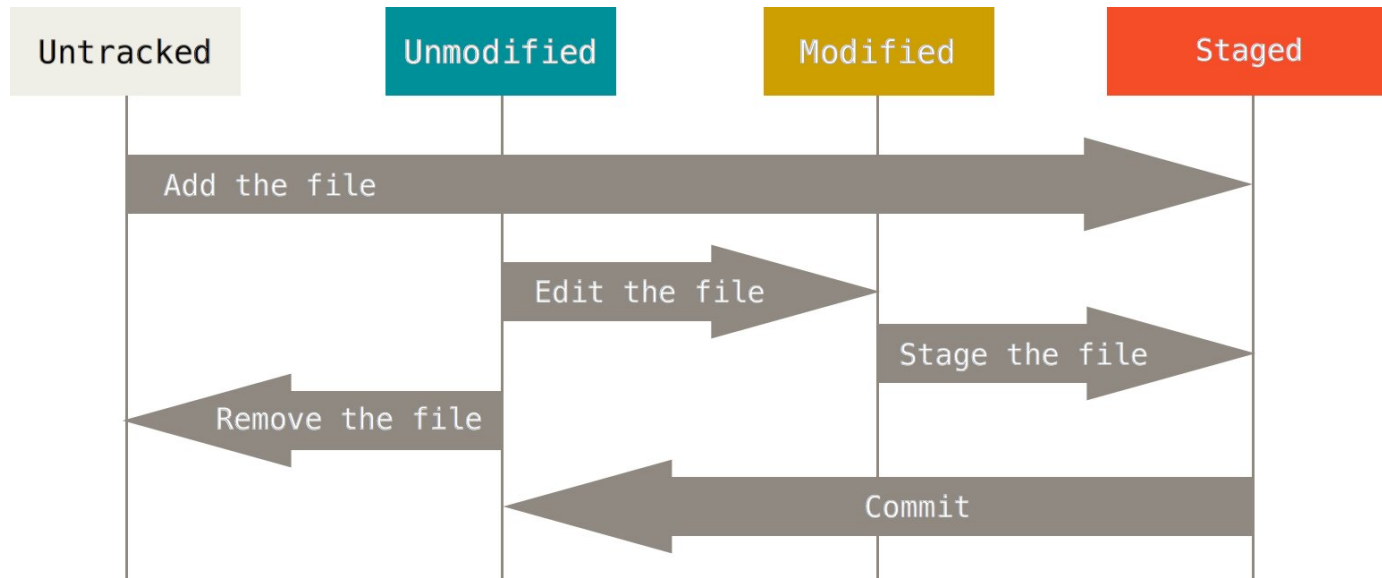 Untracked
Unmodified
Modified
Staged
Add the file
Edit the file
Stage the file
Remove the file
Commit